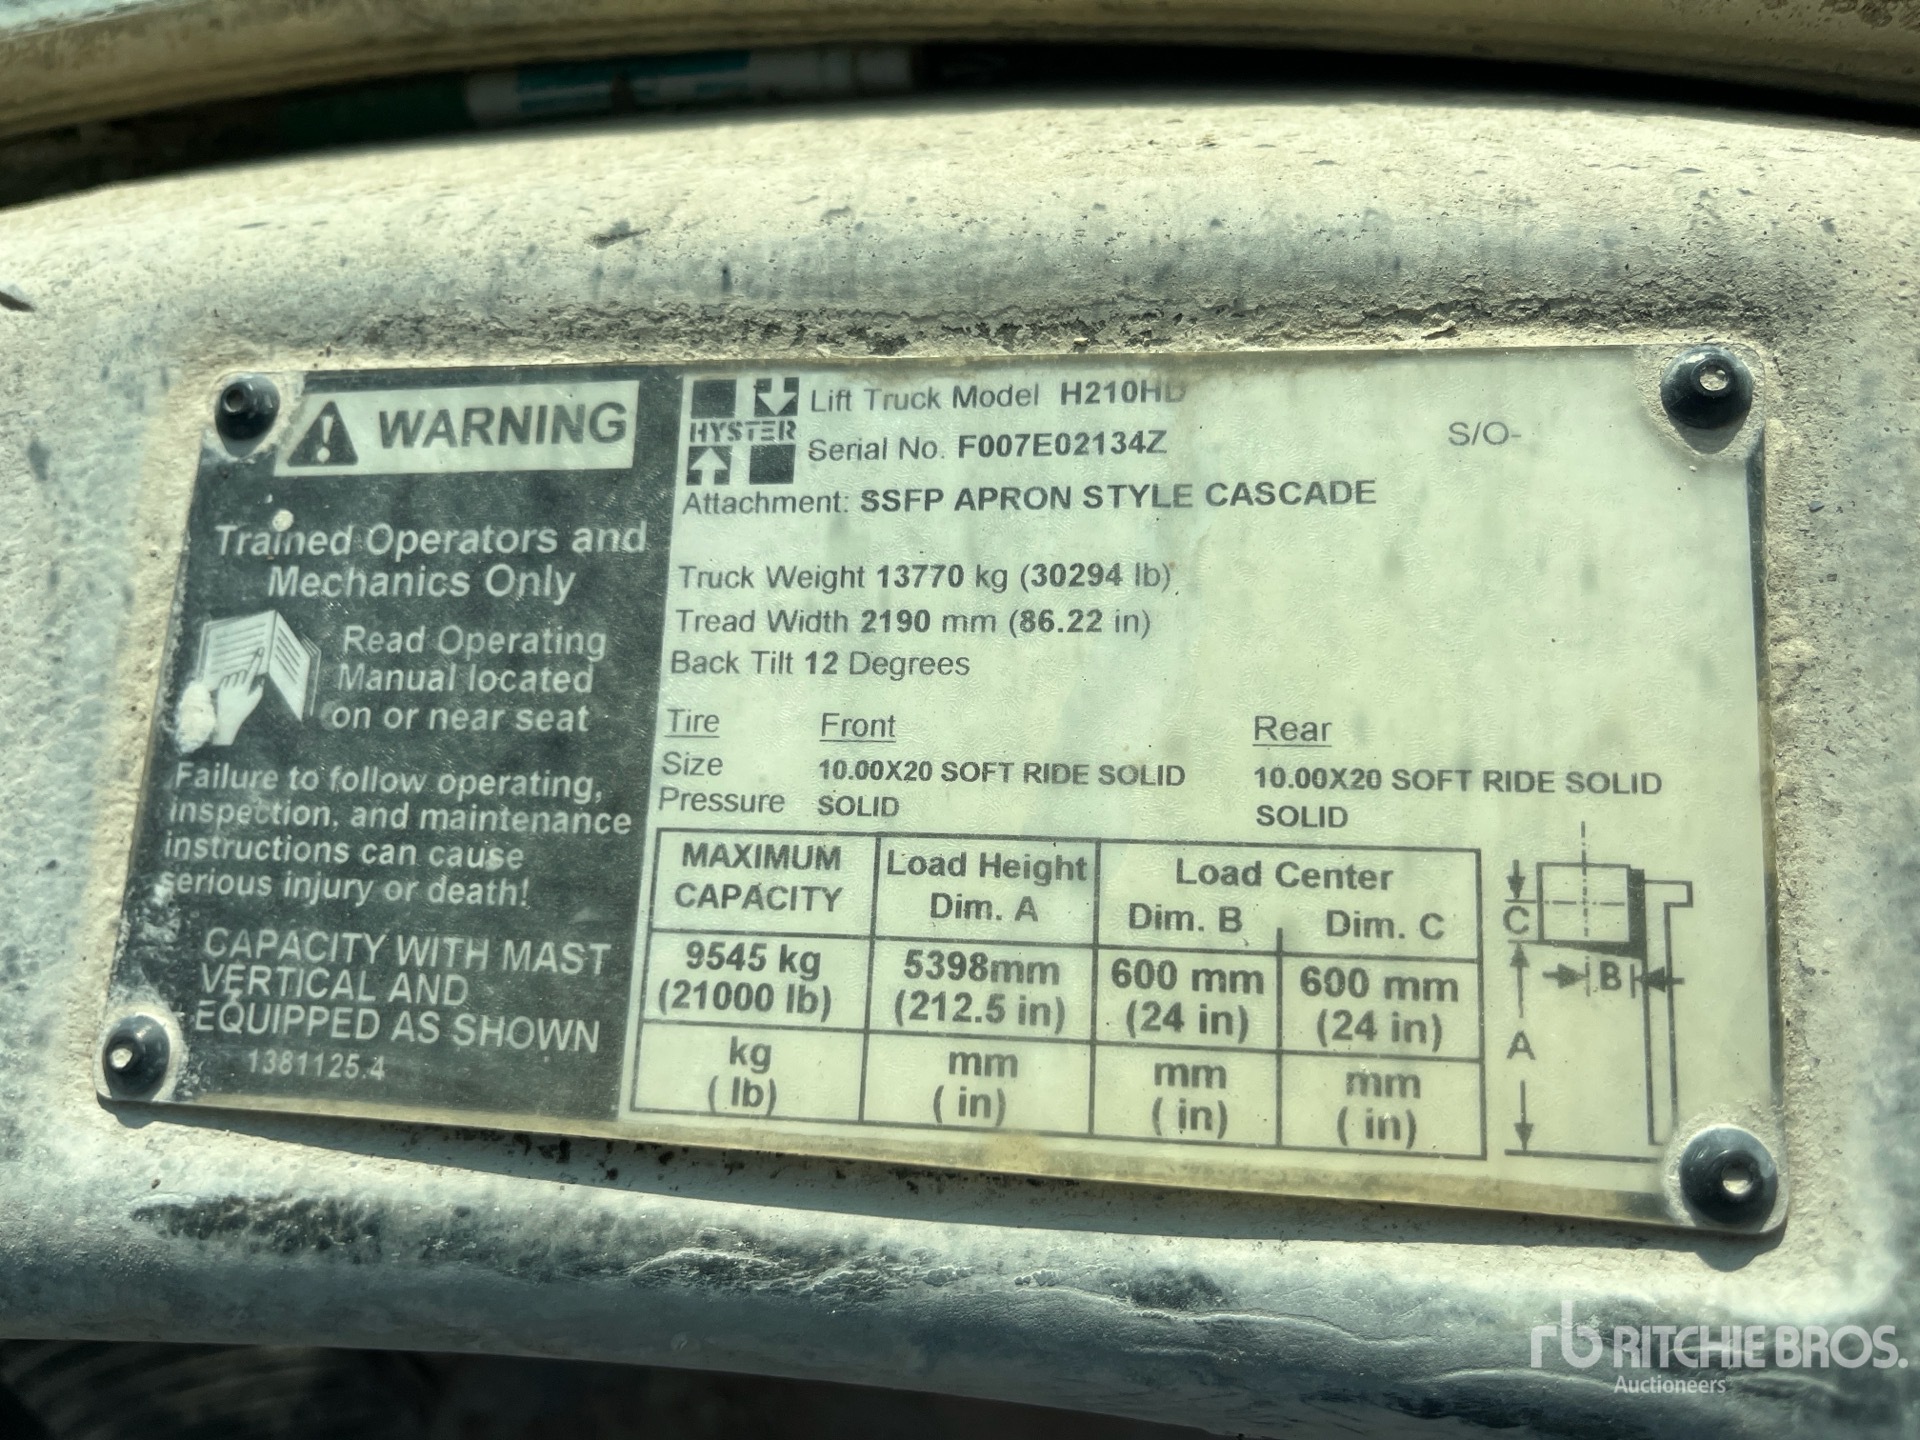 WARNING
Trained Operators and
Mechanics Only
Read Operating
Manual located
on or near seat
Failure to follow operating,
inspection, and maintenance
instructions can cause
serious injury or death!
CAPACITY WITH MAST
VERTICAL AND
EQUIPPED AS SHOWN
1381125.4
HYSTER
Lift Truck Model H210HD
Serial No. F007E02134Z
S/O-
Attachment: SSFP APRON STYLE CASCADE
Truck Weight 13770 kg (30294 lb)
Tread Width 2190 mm (86.22 in)
Back Tilt 12 Degrees
Tire Front Rear
Size 10.00X20 SOFT RIDE SOLID 10.00X20 SOFT RIDE SOLID
Pressure SOLID SOLID
MAXIMUM Load Height Load Center
CAPACITY Dim. A Dim. B Dim. C
9545 kg 5398mm 600 mm 600 mm
(21000 lb) (212.5 in) (24 in) (24 in)
kg mm mm mm
( lb) ( in) ( in) ( in)
C
B
A
rb RITCHIE BROS.
Auctioneers